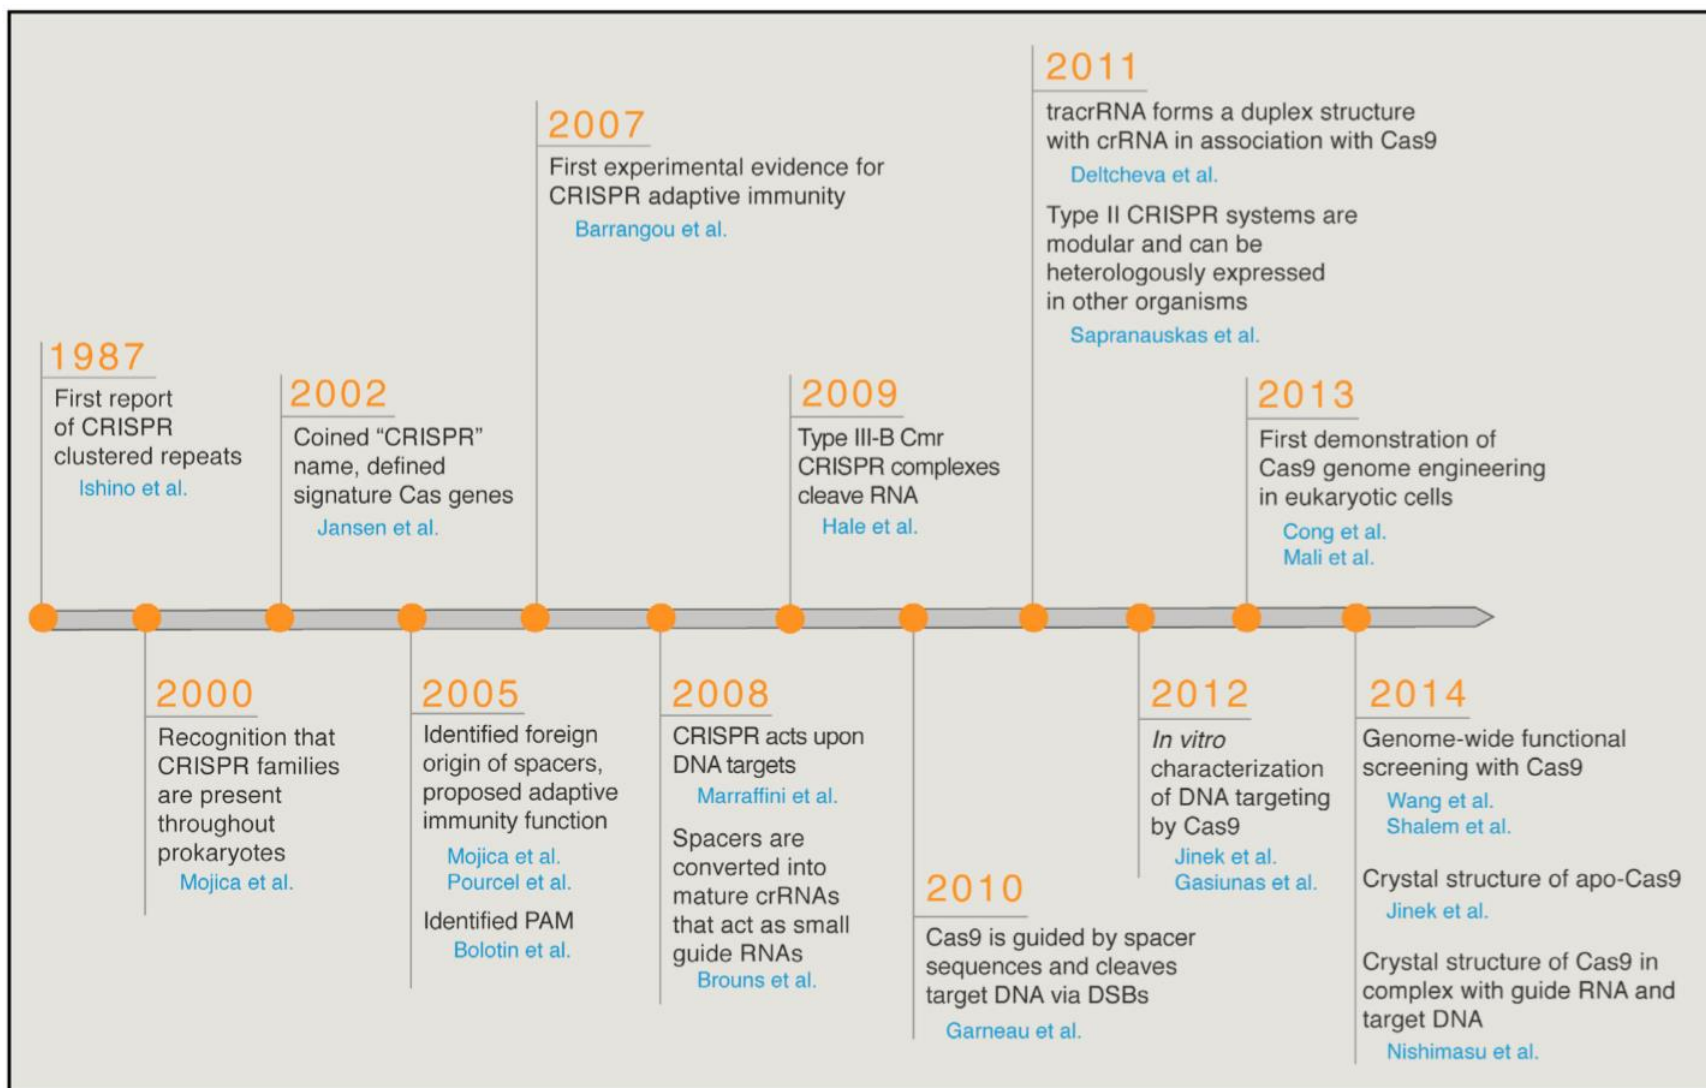 1987
First report
of CRISPR
clustered repeats
Ishino et al.
2000
Recognition that
CRISPR families
are present
throughout
prokaryotes
Mojica et al.
2002
Coined “CRISPR”
name, defined
signature Cas genes
Jansen et al.
2005
Identified foreign
origin of spacers,
proposed adaptive
immunity function
Mojica et al.
Pourcel et al.
Identified PAM
Bolotin et al.
2007
First experimental evidence for
CRISPR adaptive immunity
Barrangou et al.
2008
CRISPR acts upon
DNA targets
Marraffini et al.
Spacers are
converted into
mature crRNAs
that act as small
guide RNAs
Brouns et al.
2009
Type III-B Cmr
CRISPR complexes
cleave RNA
Hale et al.
2010
Cas9 is guided by spacer
sequences and cleaves
target DNA via DSBs
Garneau et al.
2011
tracrRNA forms a duplex structure
with crRNA in association with Cas9
Deltcheva et al.
Type II CRISPR systems are
modular and can be
heterologously expressed
in other organisms
Sapranauskas et al.
2012
In vitro
characterization
of DNA targeting
by Cas9
Jinek et al.
Gasiunas et al.
2013
First demonstration of
Cas9 genome engineering
in eukaryotic cells
Cong et al.
Mali et al.
2014
Genome-wide functional
screening with Cas9
Wang et al.
Shalem et al.
Crystal structure of apo-Cas9
Jinek et al.
Crystal structure of Cas9 in
complex with guide RNA and
target DNA
Nishimasu et al.